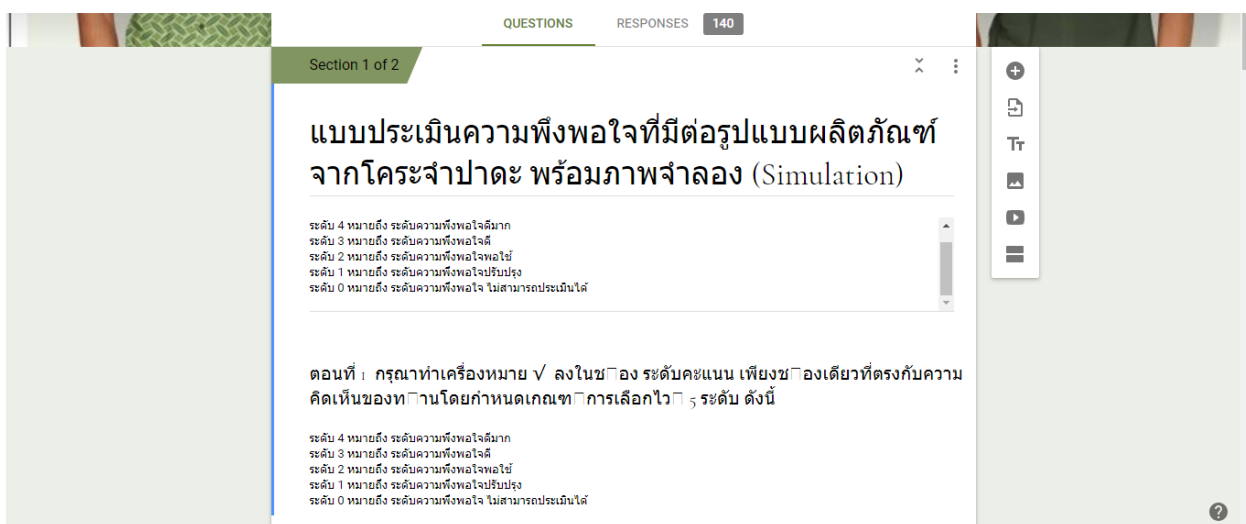 QUESTIONS RESPONSES 140
Section 1 of 2
แบบประเมินความพึงพอใจที่มีต่อรูปแบบผลิตภัณฑ์
จากโคระจำปาดะ พร้อมภาพจำลอง (Simulation)
ระดับ 4 หมายถึง ระดับความพึงพอใจดีมาก
ระดับ 3 หมายถึง ระดับความพึงพอใจดี
ระดับ 2 หมายถึง ระดับความพึงพอใจพอใช้
ระดับ 1 หมายถึง ระดับความพึงพอใจปรับปรุง
ระดับ 0 หมายถึง ระดับความพึงพอใจ ไม่สามารถประเมินได้
ตอนที่ 1 กรุณาทำเครื่องหมาย √ ลงในช□อง ระดับคะแนน เพียงช□องเดียวที่ตรงกับความ
คิดเห็นของท□านโดยกำหนดเกณฑ□การเลือกไว□ 5 ระดับ ดังนี้
ระดับ 4 หมายถึง ระดับความพึงพอใจดีมาก
ระดับ 3 หมายถึง ระดับความพึงพอใจดี
ระดับ 2 หมายถึง ระดับความพึงพอใจพอใช้
ระดับ 1 หมายถึง ระดับความพึงพอใจปรับปรุง
ระดับ 0 หมายถึง ระดับความพึงพอใจ ไม่สามารถประเมินได้